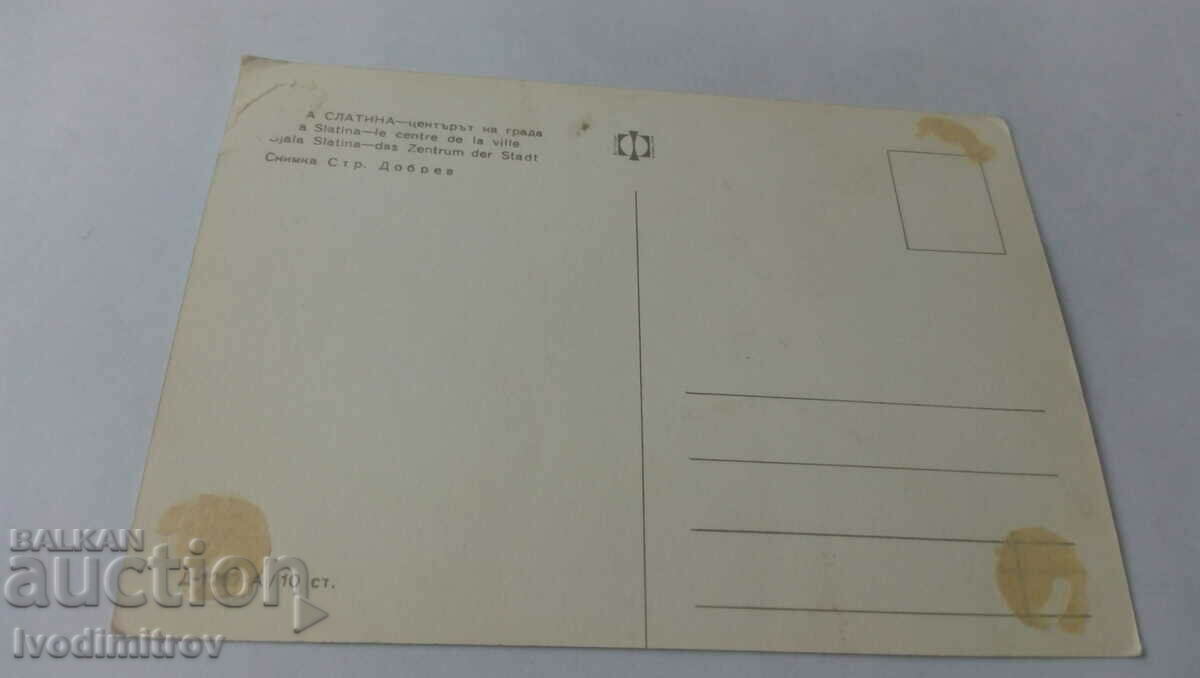 А СЛАТИНА—центърът на града
a Slatina—le centre de la ville
Bjala Slatina—das Zentrum der Stadt
Снимка Стр. Добрев
А/10 ст.
BALKAN
auction
Ivodimitrov